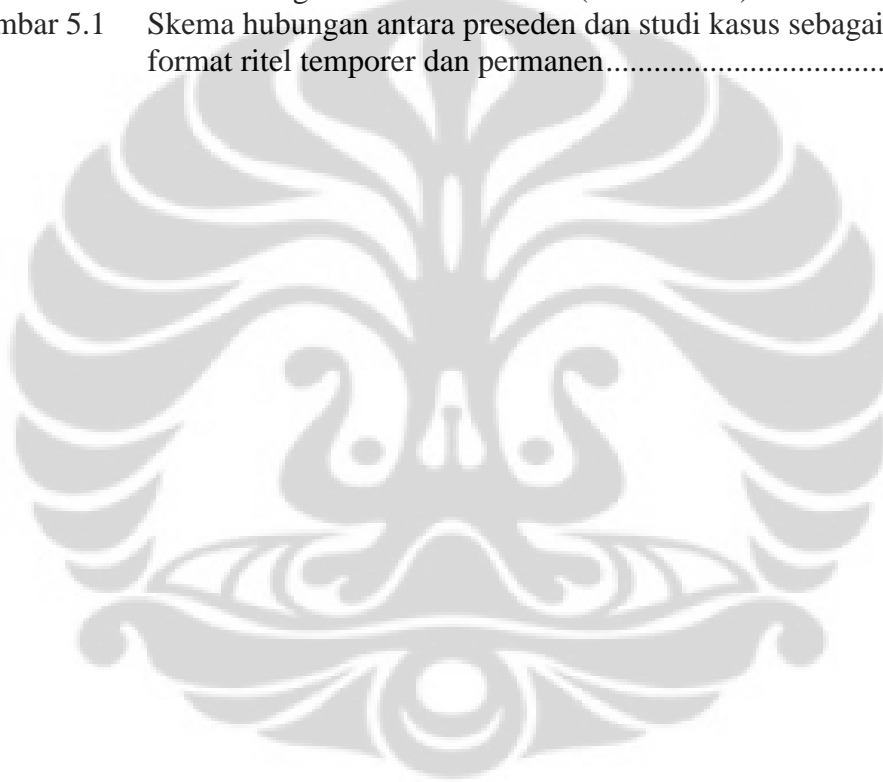 mbar 5.1 Skema hubungan antara preseden dan studi kasus sebagai
format ritel temporer dan permanen.................................